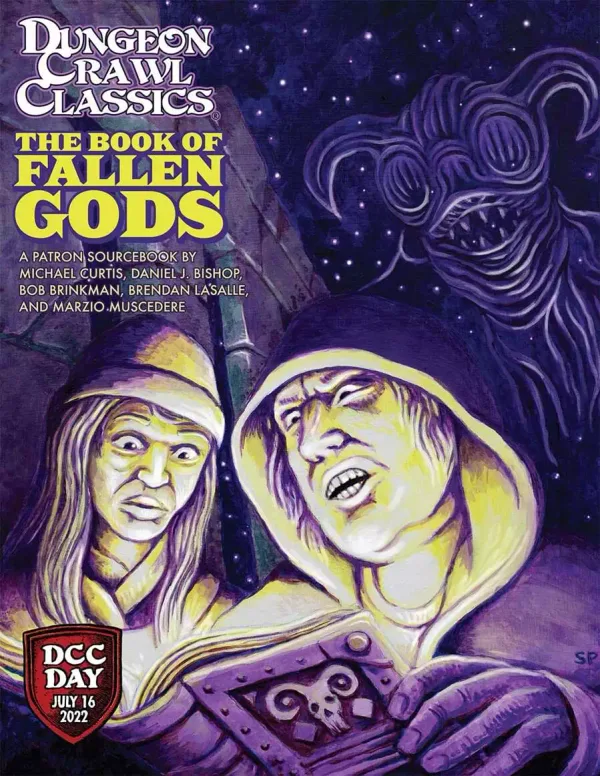 DUNGEON
CRAWL
CLASSICS®
THE BOOK OF
FALLEN
GODS
A PATRON SOURCEBOOK BY
MICHAEL CURTIS, DANIEL J. BISHOP,
BOB BRINKMAN, BRENDAN LASALLE,
AND MARZIO MUSCEDERE
SP
DCC
DAY
JULY 16
2022